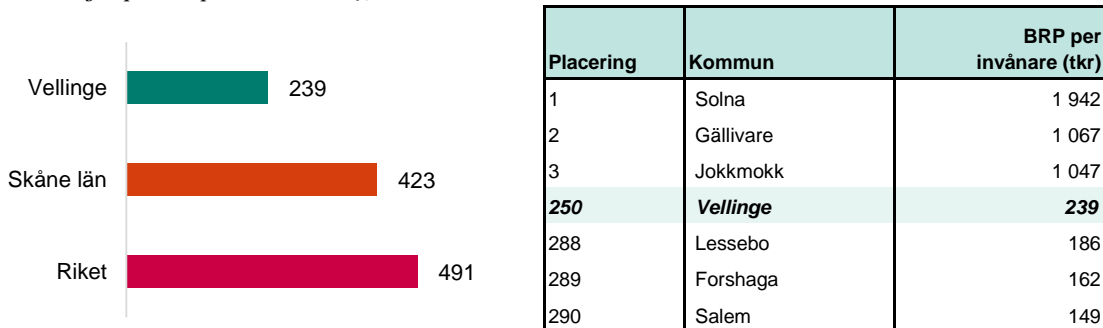 Vellinge 239
Skåne län 423
Riket 491
Placering Kommun BRP per invånare (tkr)
1 Solna 1 942
2 Gällivare 1 067
3 Jokkmokk 1 047
250 Vellinge 239
288 Lessebo 186
289 Forshaga 162
290 Salem 149